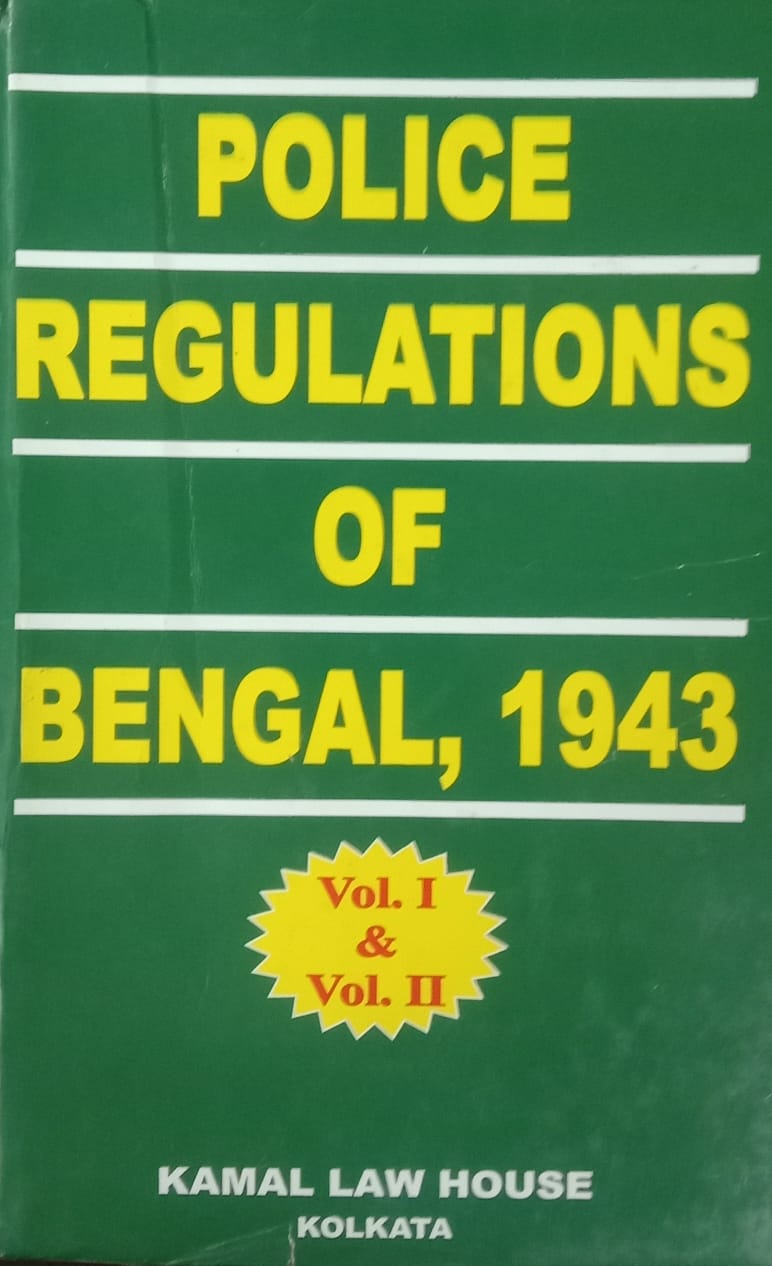 POLICE
REGULATIONS
OF
BENGAL, 1943
Vol. I
&
Vol. II
KAMAL LAW HOUSE
KOLKATA